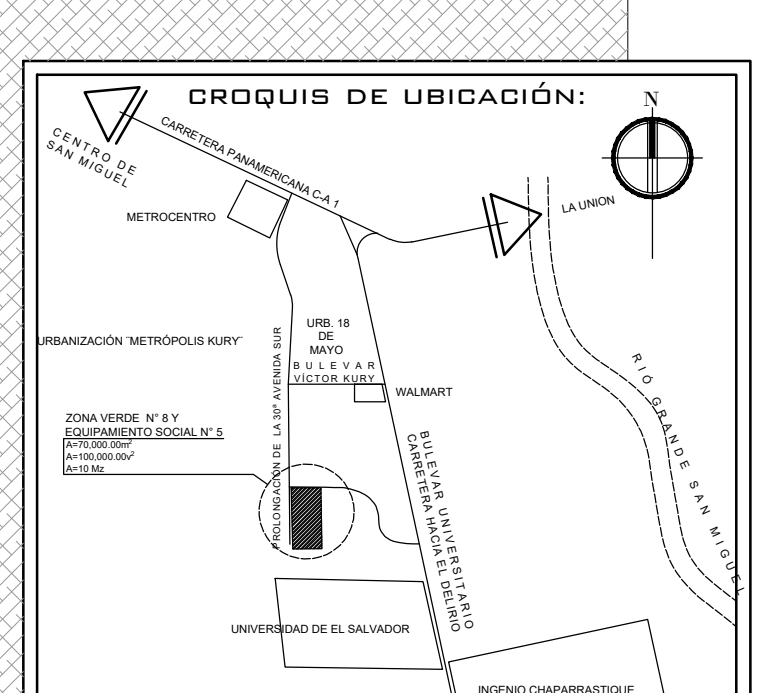 CROQUIS DE UBICACIÓN:
N
CENTRO DE
SAN MIGUEL
CARRETERA PANAMERICANA C-A 1
LA UNION
METROCENTRO
URBANIZACIÓN ¨METRÓPOLIS KURY¨
URB. 18
DE
MAYO
BULEVAR
VÍCTOR KURY
WALMART
RIÓ GRANDE SAN MIGUEL
PROLONGACIÓN DE LA 30ª AVENIDA SUR
ZONA VERDE N° 8 Y
EQUIPAMIENTO SOCIAL N° 5
A=70,000.00m²
A=100,000.00v²
A=10 Mz
BULEVAR UNIVERSITARIO
CARRETERA HACIA EL DELIRIO
UNIVERSIDAD DE EL SALVADOR
INGENIO CHAPARRASTIQUE